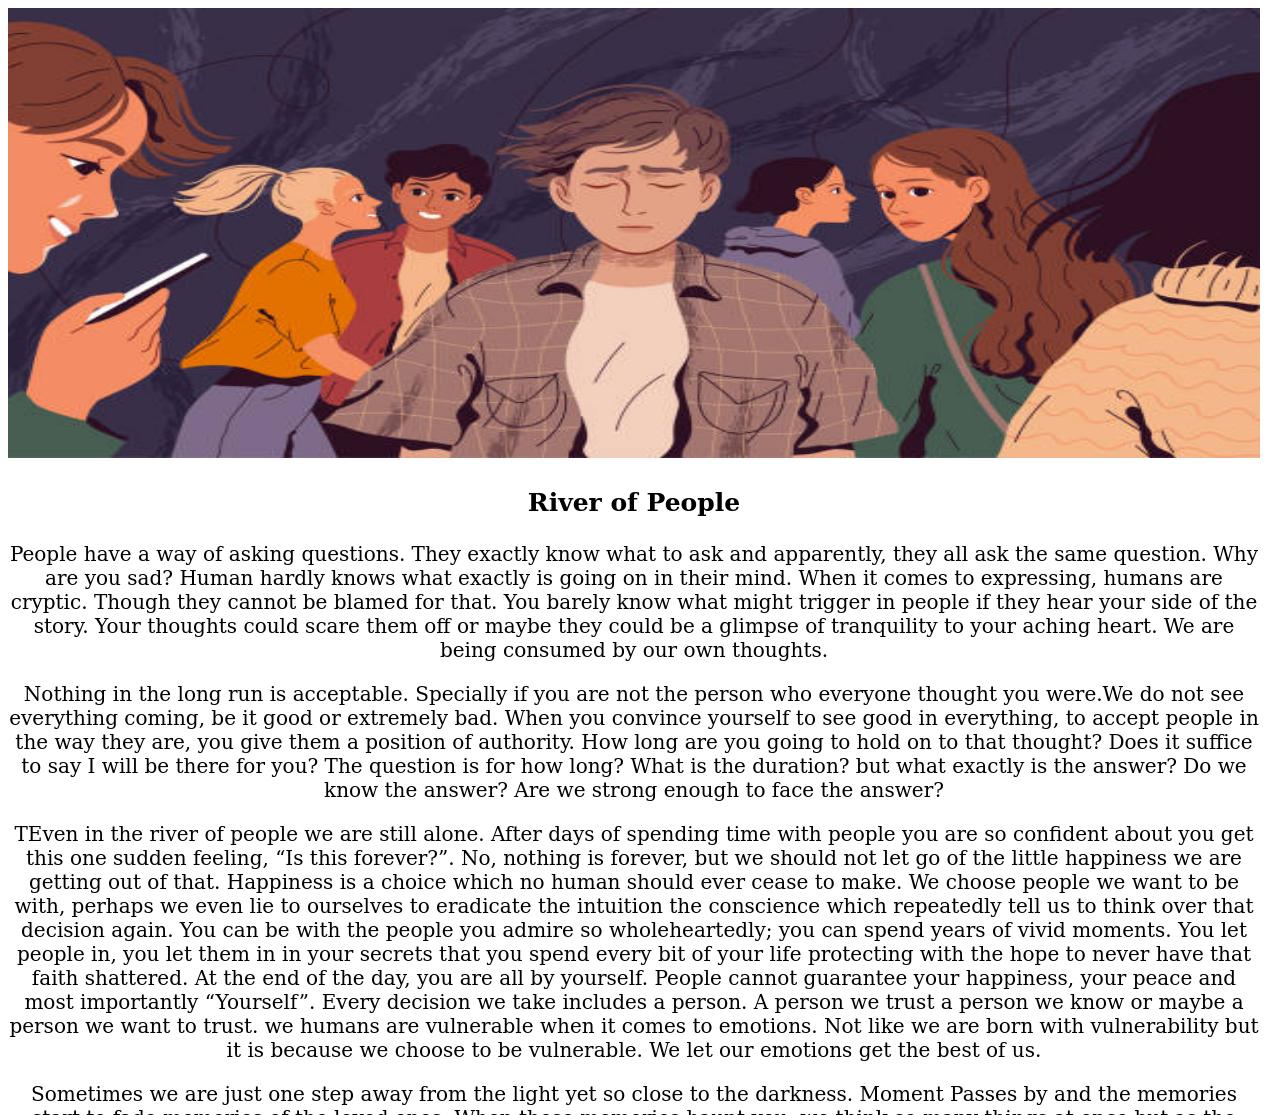 River of People
People have a way of asking questions. They exactly know what to ask and apparently, they all ask the same question. Why
are you sad? Human hardly knows what exactly is going on in their mind. When it comes to expressing, humans are
cryptic. Though they cannot be blamed for that. You barely know what might trigger in people if they hear your side of the
story. Your thoughts could scare them off or maybe they could be a glimpse of tranquility to your aching heart. We are
being consumed by our own thoughts.
Nothing in the long run is acceptable. Specially if you are not the person who everyone thought you were.We do not see
everything coming, be it good or extremely bad. When you convince yourself to see good in everything, to accept people in
the way they are, you give them a position of authority. How long are you going to hold on to that thought? Does it suffice
to say I will be there for you? The question is for how long? What is the duration? but what exactly is the answer? Do we
know the answer? Are we strong enough to face the answer?
TEven in the river of people we are still alone. After days of spending time with people you are so confident about you get
this one sudden feeling, “Is this forever?”. No, nothing is forever, but we should not let go of the little happiness we are
getting out of that. Happiness is a choice which no human should ever cease to make. We choose people we want to be
with, perhaps we even lie to ourselves to eradicate the intuition the conscience which repeatedly tell us to think over that
decision again. You can be with the people you admire so wholeheartedly; you can spend years of vivid moments. You let
people in, you let them in in your secrets that you spend every bit of your life protecting with the hope to never have that
faith shattered. At the end of the day, you are all by yourself. People cannot guarantee your happiness, your peace and
most importantly “Yourself”. Every decision we take includes a person. A person we trust a person we know or maybe a
person we want to trust. we humans are vulnerable when it comes to emotions. Not like we are born with vulnerability but
it is because we choose to be vulnerable. We let our emotions get the best of us.
Sometimes we are just one step away from the light yet so close to the darkness. Moment Passes by and the memories